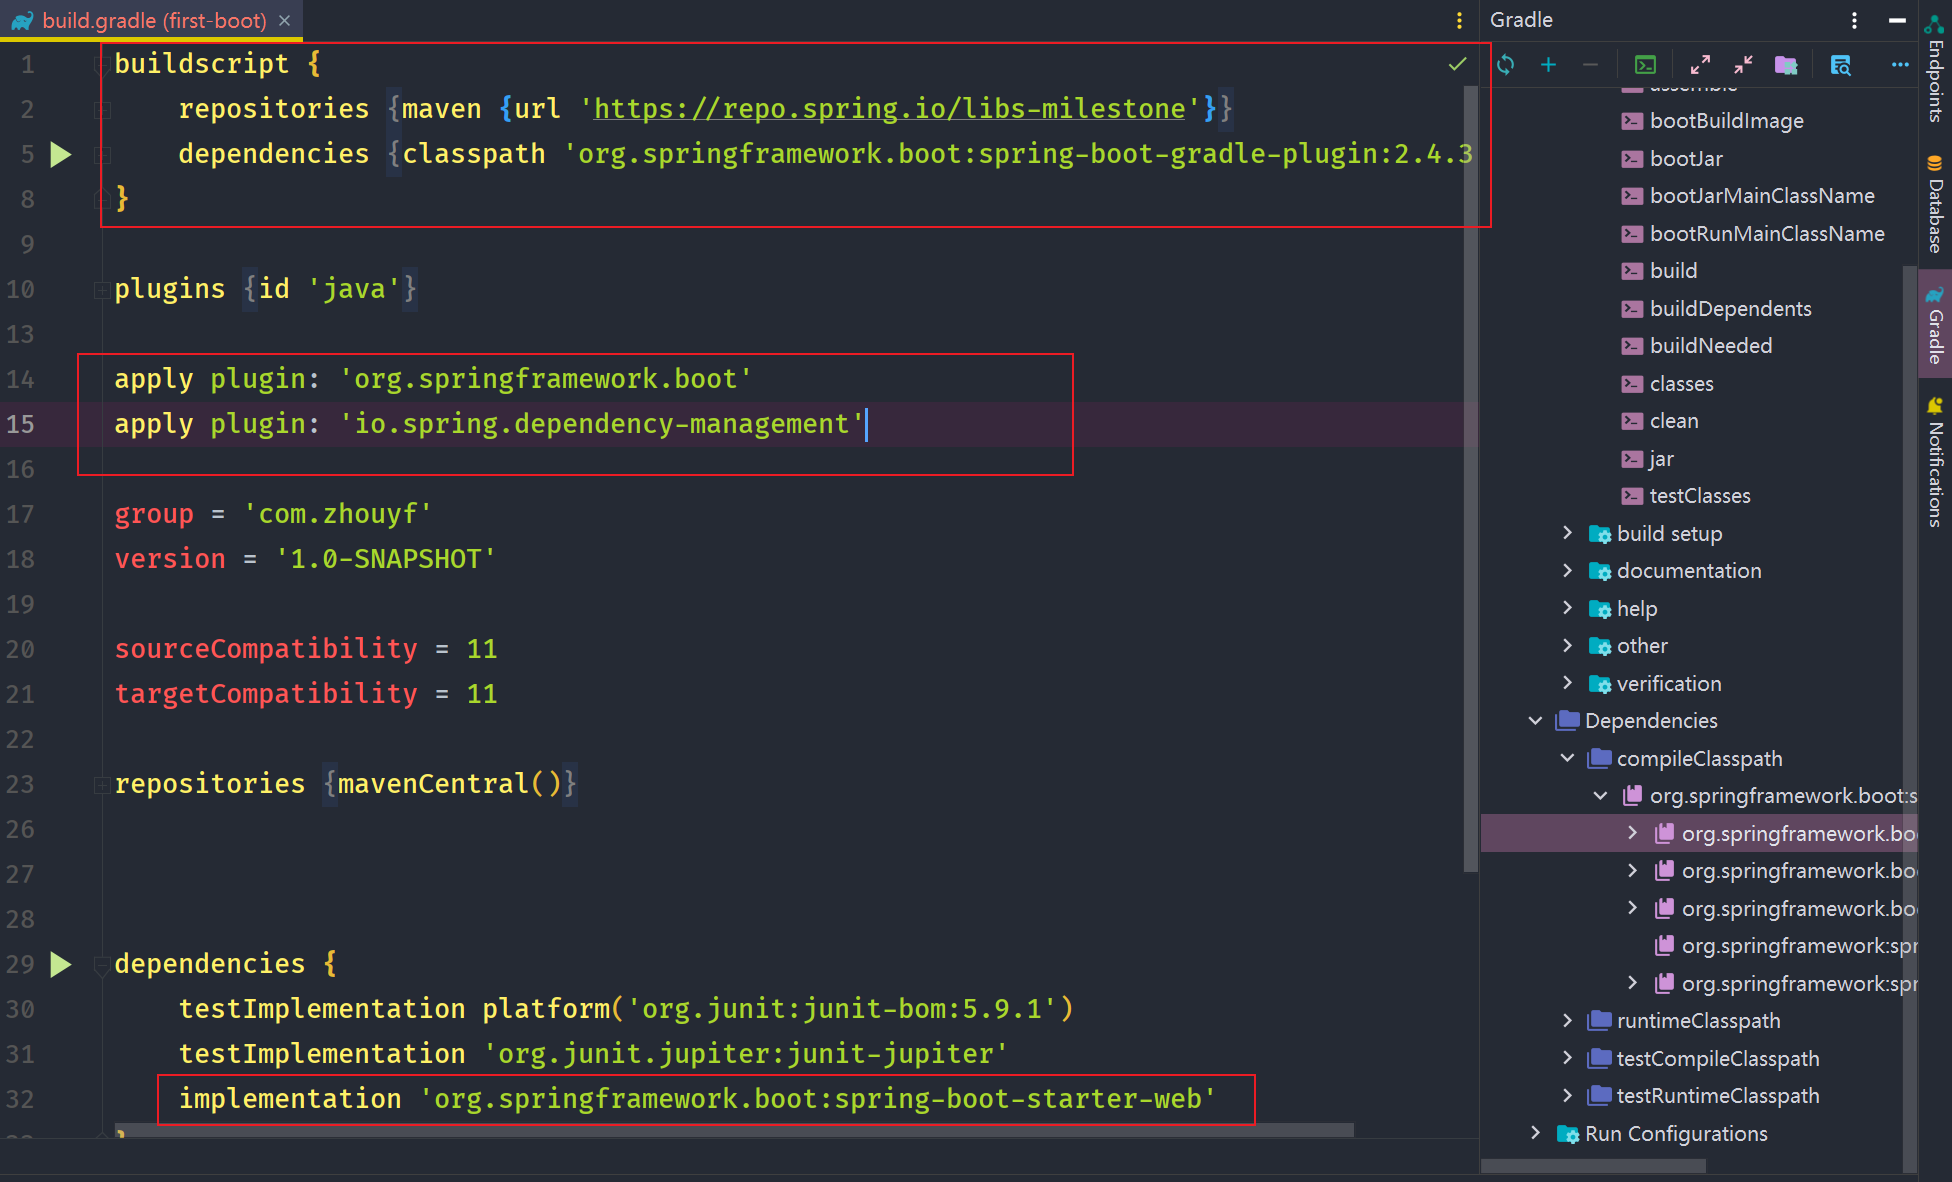 build.gradle (first-boot)
1 buildscript {
2 repositories {maven {url 'https://repo.spring.io/libs-milestone'}}
5 dependencies {classpath 'org.springframework.boot:spring-boot-gradle-plugin:2.4.3
8 }
9
10 plugins {id 'java'}
13
14 apply plugin: 'org.springframework.boot'
15 apply plugin: 'io.spring.dependency-management'
16
17 group = 'com.zhouyf'
18 version = '1.0-SNAPSHOT'
19
20 sourceCompatibility = 11
21 targetCompatibility = 11
22
23 repositories {mavenCentral()}
26
27
28
29 dependencies {
30 testImplementation platform('org.junit:junit-bom:5.9.1')
31 testImplementation 'org.junit.jupiter:junit-jupiter'
32 implementation 'org.springframework.boot:spring-boot-starter-web'
Gradle
assemble
bootBuildImage
bootJar
bootJarMainClassName
bootRunMainClassName
build
buildDependents
buildNeeded
classes
clean
jar
testClasses
build setup
documentation
help
other
verification
Dependencies
compileClasspath
org.springframework.boot:s
org.springframework.bo
org.springframework.bo
org.springframework.bo
org.springframework:spr
org.springframework:spr
runtimeClasspath
testCompileClasspath
testRuntimeClasspath
Run Configurations
Endpoints
Database
Gradle
Notifications